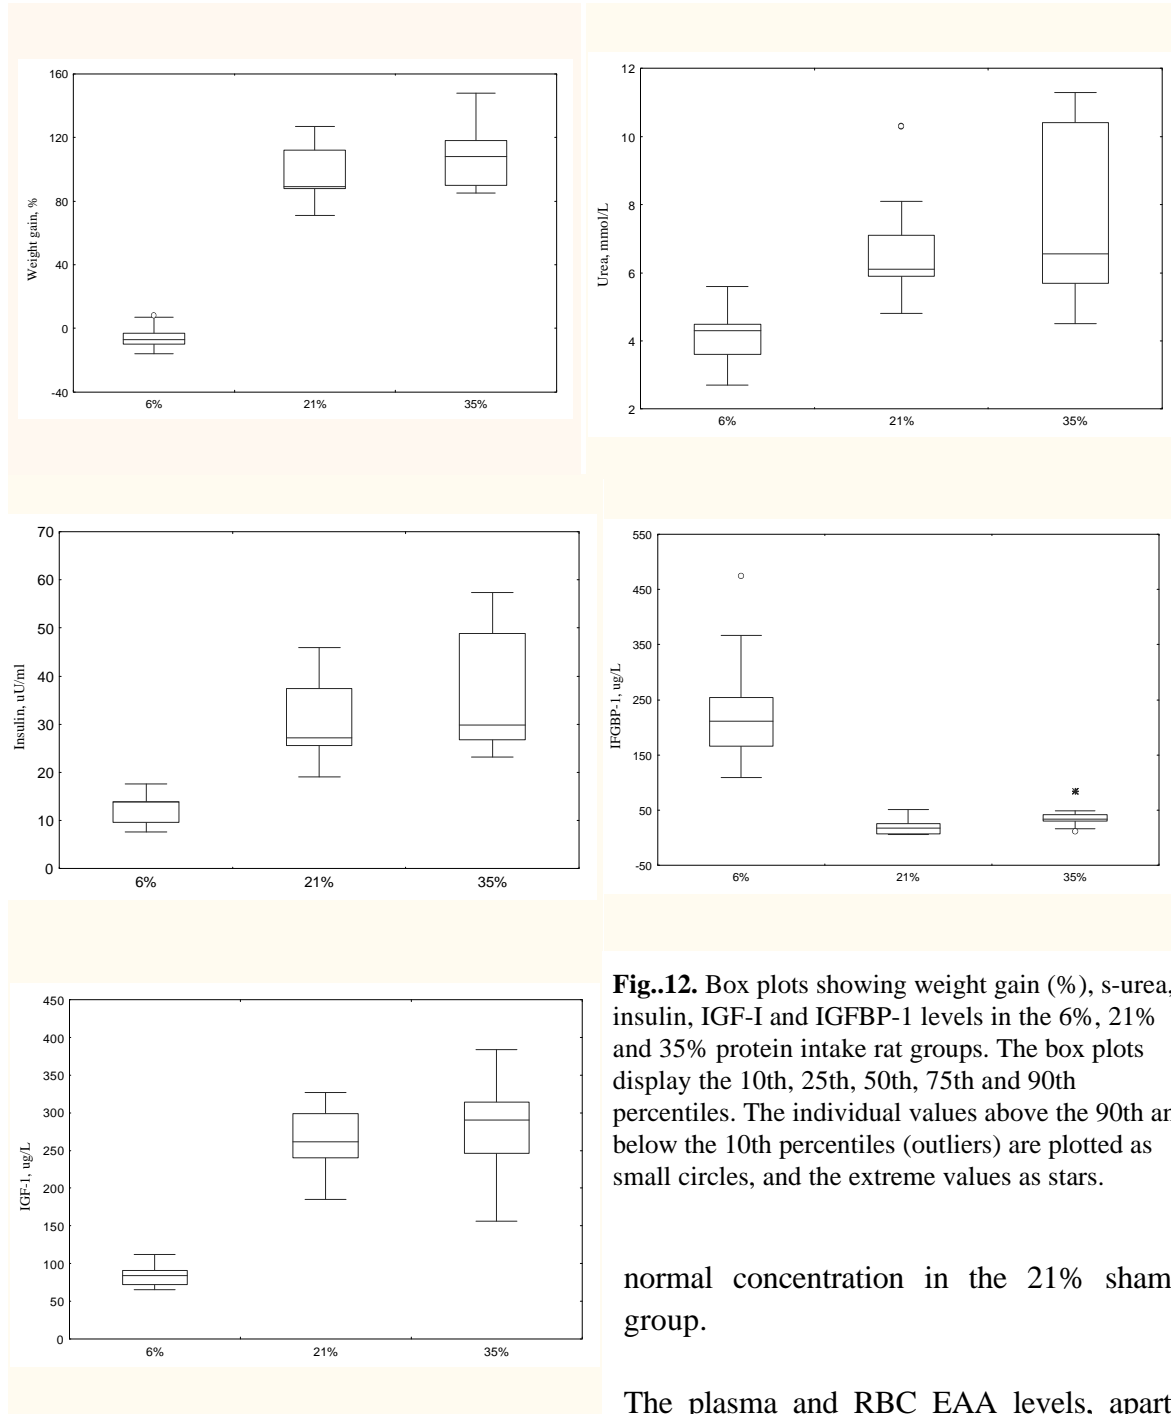 160
120
80
40
0
-40
Weight gain, %
6% 21% 35%
12
10
8
6
4
2
Urea, mmol/L
6% 21% 35%
70
60
50
40
30
20
10
0
Insulin, uU/ml
6% 21% 35%
550
450
350
250
150
50
-50
IFGBP-1, ug/L
6% 21% 35%
450
400
350
300
250
200
150
100
50
0
IGF-1, ug/L
6% 21% 35%
Fig..12. Box plots showing weight gain (%), s-urea,
insulin, IGF-I and IGFBP-1 levels in the 6%, 21%
and 35% protein intake rat groups. The box plots
display the 10th, 25th, 50th, 75th and 90th
percentiles. The individual values above the 90th an
below the 10th percentiles (outliers) are plotted as
small circles, and the extreme values as stars.
normal concentration in the 21% sham
group.
The plasma and RBC EAA levels, apart